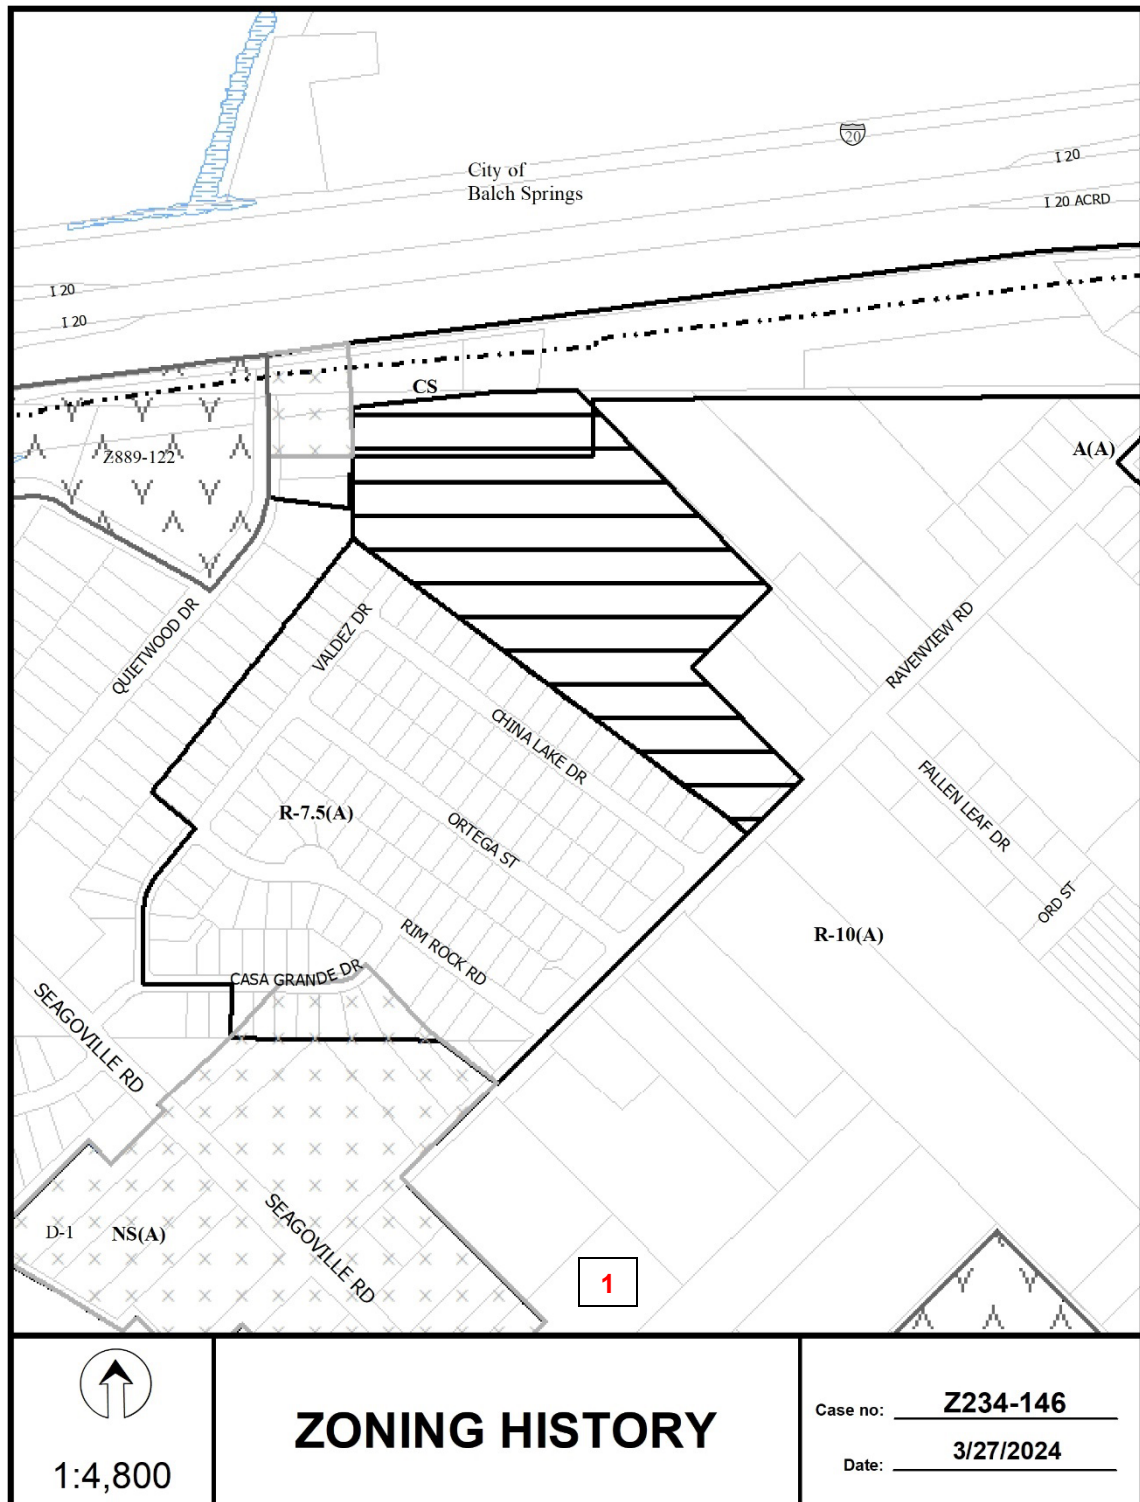 20
City of
Balch Springs
I 20
I 20 ACRD
I 20
I 20
CS
A(A)
Z889-122
QUIETWOOD DR
VALDEZ DR
RAVENVIEW RD
CHINA LAKE DR
FALLEN LEAF DR
R-7.5(A)
ORTEGA ST
ORD ST
RIM ROCK RD
R-10(A)
CASA GRANDE DR
SEAGOVILLE RD
D-1
NS(A)
SEAGOVILLE RD
1
1:4,800
ZONING HISTORY
Case no: Z234-146
Date: 3/27/2024